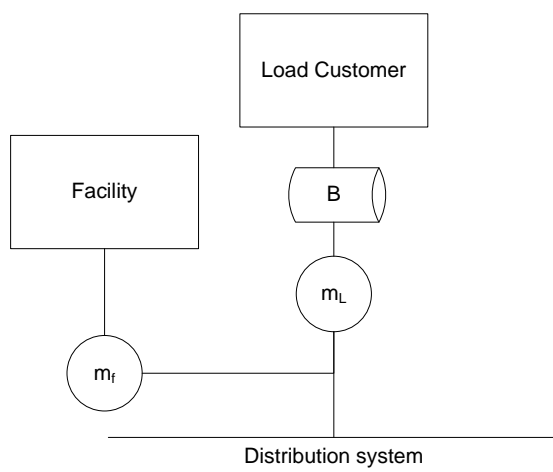 Load Customer
Facility
B
mL
mf
Distribution system